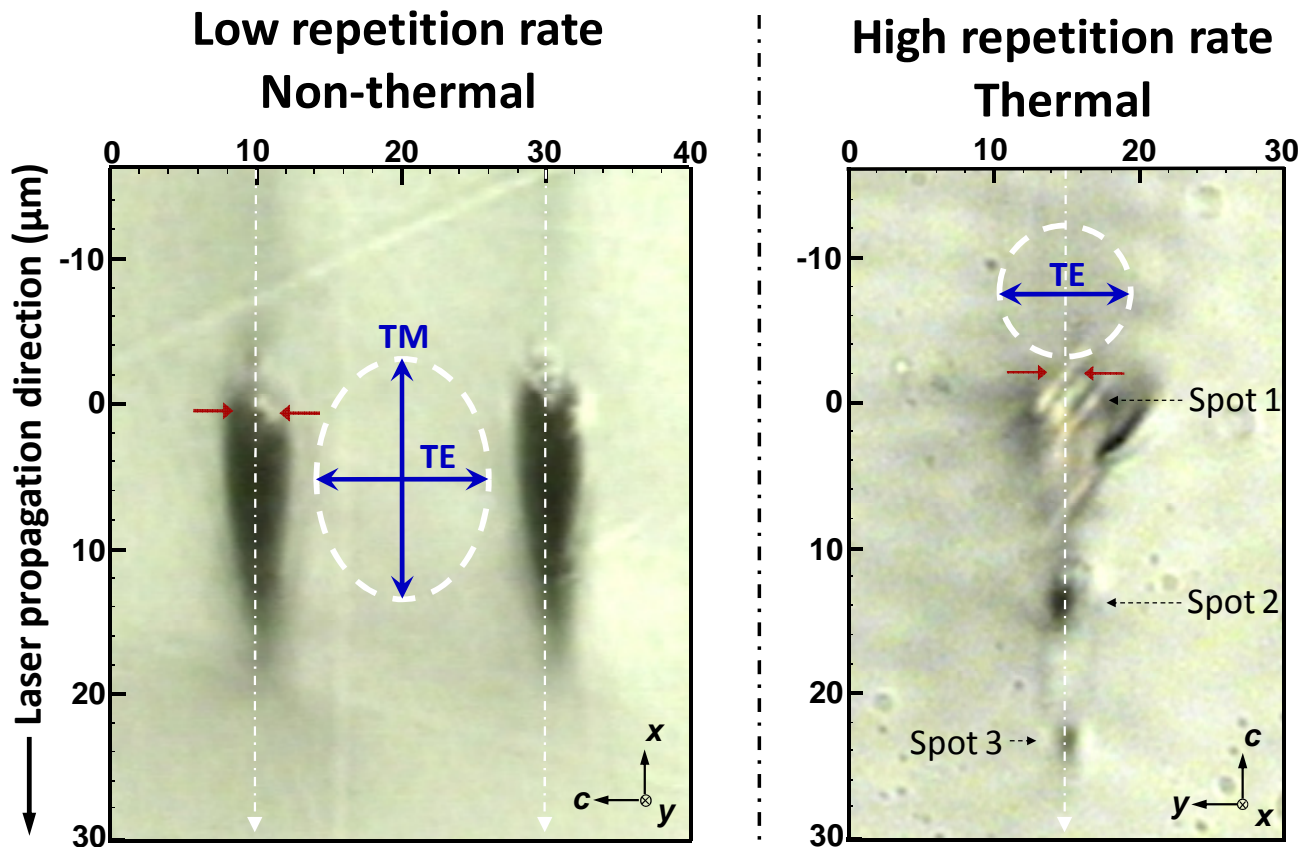 Low repetition rate
Non-thermal
High repetition rate
Thermal
Laser propagation direction (µm)
0 10 20 30 40
-10
0
10
20
30
TM
TE
x
c
y
0 10 20 30
-10
0
10
20
30
TE
Spot 1
Spot 2
Spot 3
c
y
x